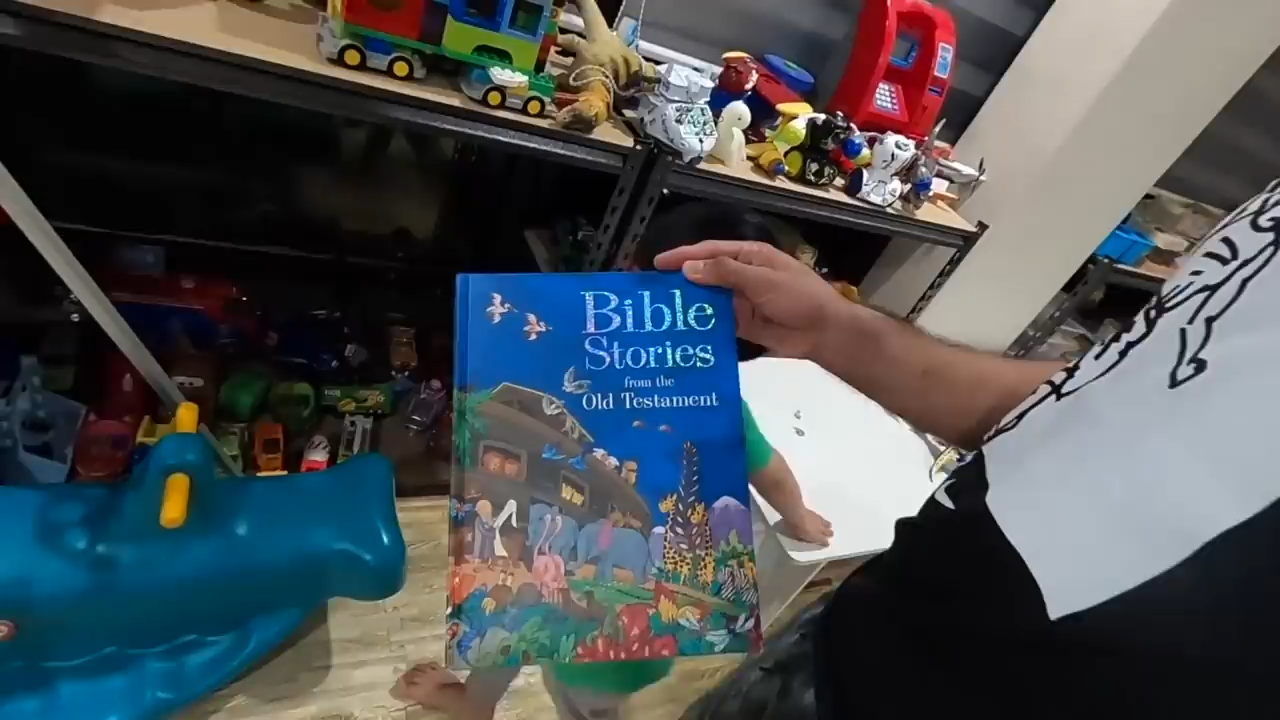 Bible
Stories
from the
Old Testament